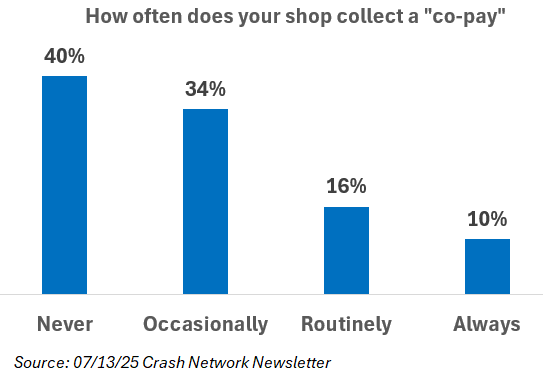 How often does your shop collect a "co-pay"
40%
34%
16%
10%
Never Occasionally Routinely Always
Source: 07/13/25 Crash Network Newsletter